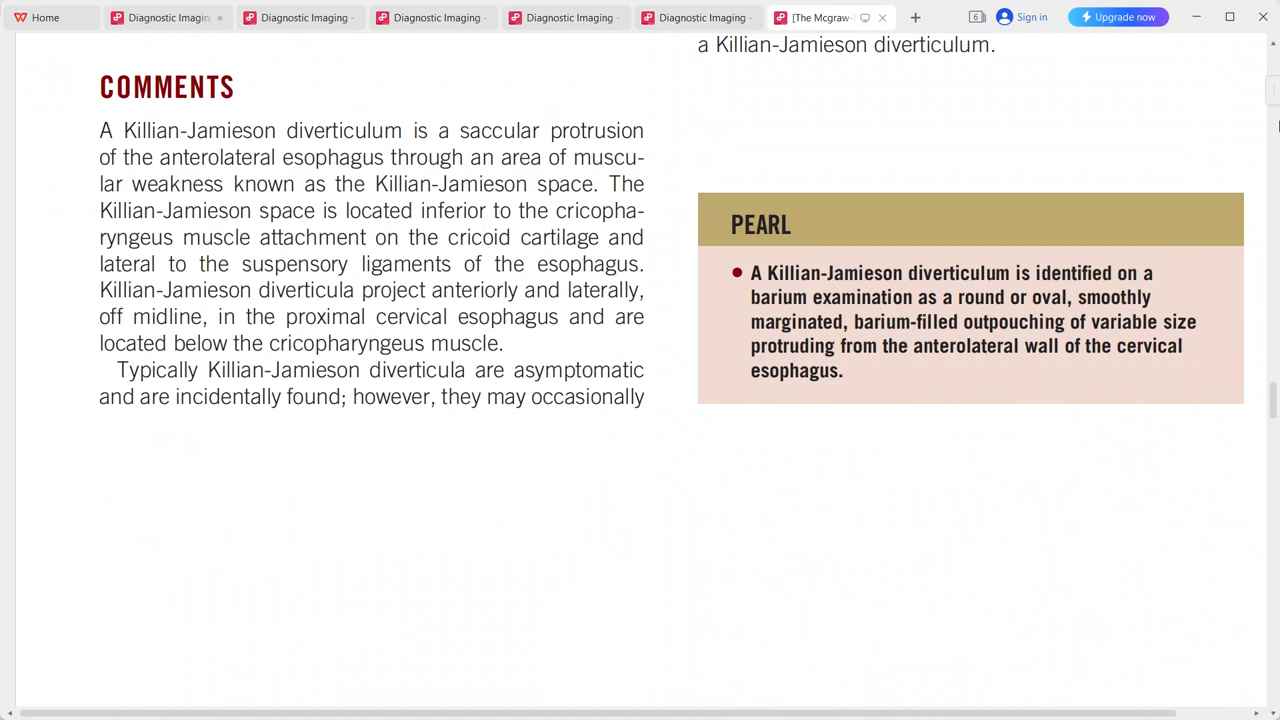 Home
Diagnostic Imagin
Diagnostic Imaging -
Diagnostic Imaging -
Diagnostic Imaging -
Diagnostic Imaging -
[The Mcgraw-
6
Sign in
Upgrade now
COMMENTS
A Killian-Jamieson diverticulum is a saccular protrusion
of the anterolateral esophagus through an area of muscu-
lar weakness known as the Killian-Jamieson space. The
Killian-Jamieson space is located inferior to the cricopha-
ryngeus muscle attachment on the cricoid cartilage and
lateral to the suspensory ligaments of the esophagus.
Killian-Jamieson diverticula project anteriorly and laterally,
off midline, in the proximal cervical esophagus and are
located below the cricopharyngeus muscle.
Typically Killian-Jamieson diverticula are asymptomatic
and are incidentally found; however, they may occasionally
a Killian-Jamieson diverticulum.
PEARL
• A Killian-Jamieson diverticulum is identified on a
barium examination as a round or oval, smoothly
marginated, barium-filled outpouching of variable size
protruding from the anterolateral wall of the cervical
esophagus.